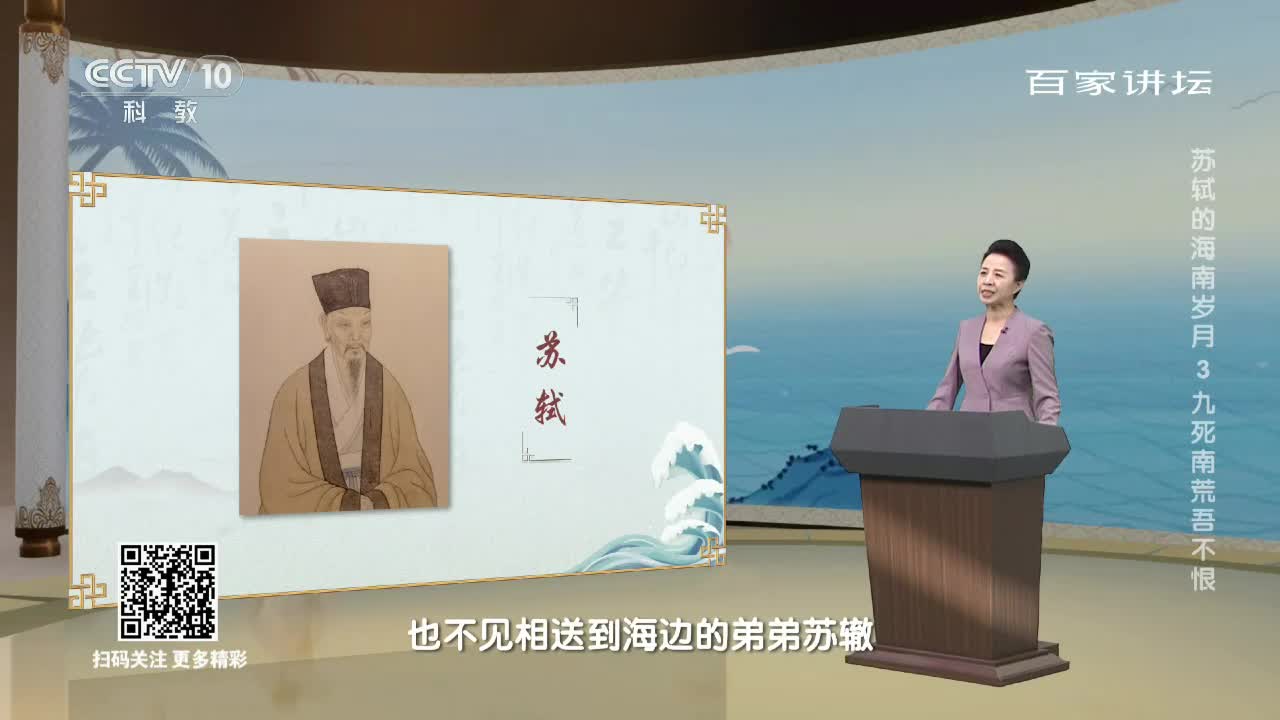 CCTV 10
科教
百家讲坛
苏轼的海南岁月 3 九死南荒吾不恨
苏轼
也不见相送到海边的弟弟苏辙
扫码关注 更多精彩